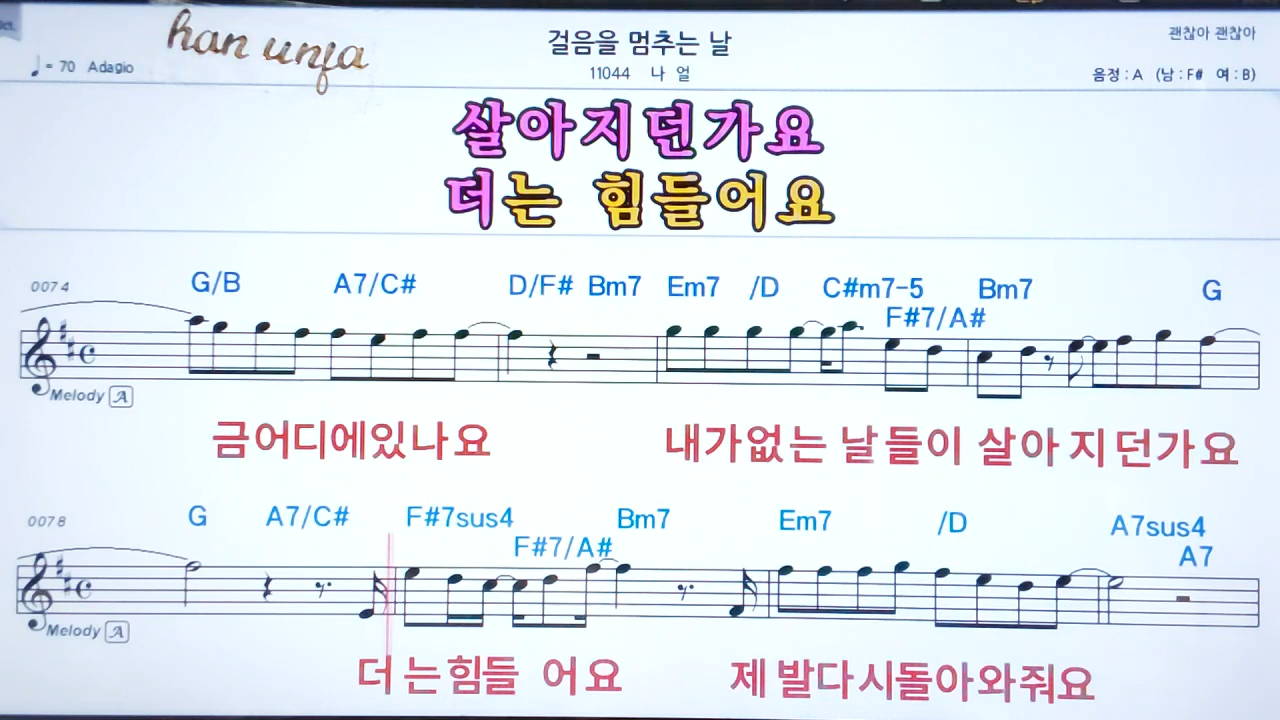 Oct.
han unja
걸음을 멈추는 날
괜찮아 괜찮아
♩= 70 Adagio
11044 나 얼
음정 : A (남 : F# 여 : B)
살아지던가요
더는 힘들어요
0074 G/B A7/C# D/F# Bm7 Em7 /D C#m7-5 Bm7 G
F#7/A#
Melody A
금어디에있나요 내가없는 날들이 살아 지던가요
0078 G A7/C# F#7sus4 Bm7 Em7 /D A7sus4
F#7/A# A7
Melody A
더는힘들 어요 제발다시돌아와줘요